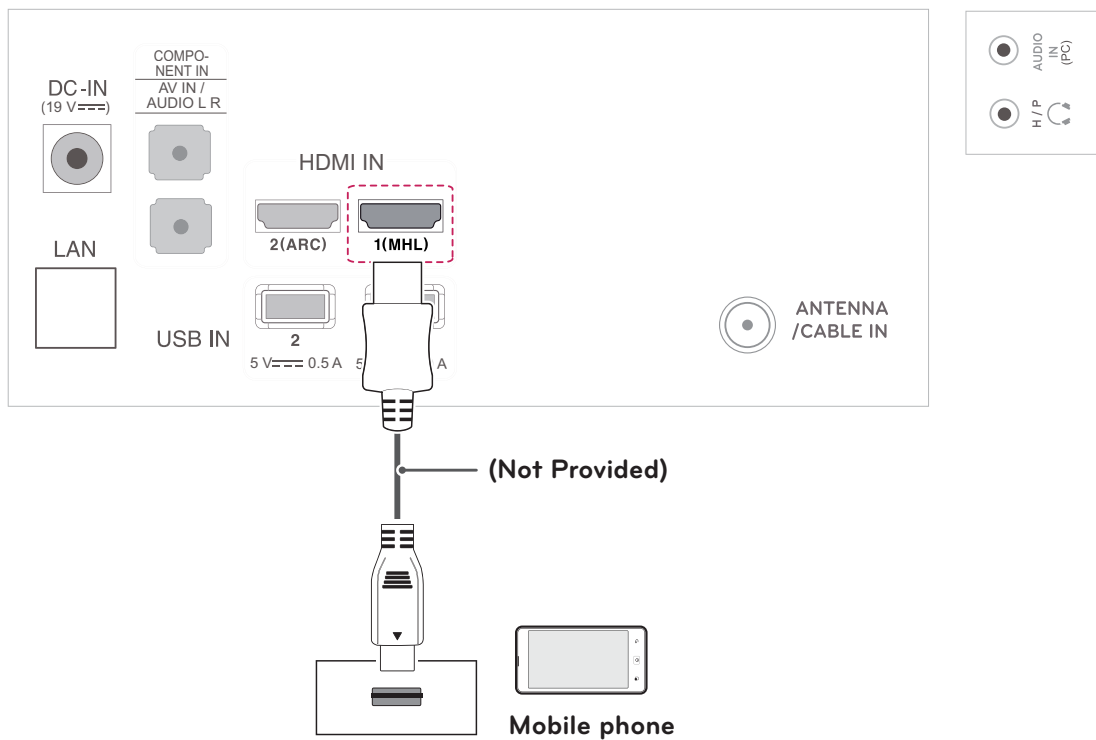 COMPO-
NENT IN
AV IN /
AUDIO L R
DC-IN
(19 V⎓)
HDMI IN
2(ARC)
1(MHL)
LAN
USB IN
2
5 V⎓ 0.5 A
5
A
ANTENNA
/CABLE IN
AUDIO
IN
(PC)
H / P
(Not Provided)
Mobile phone